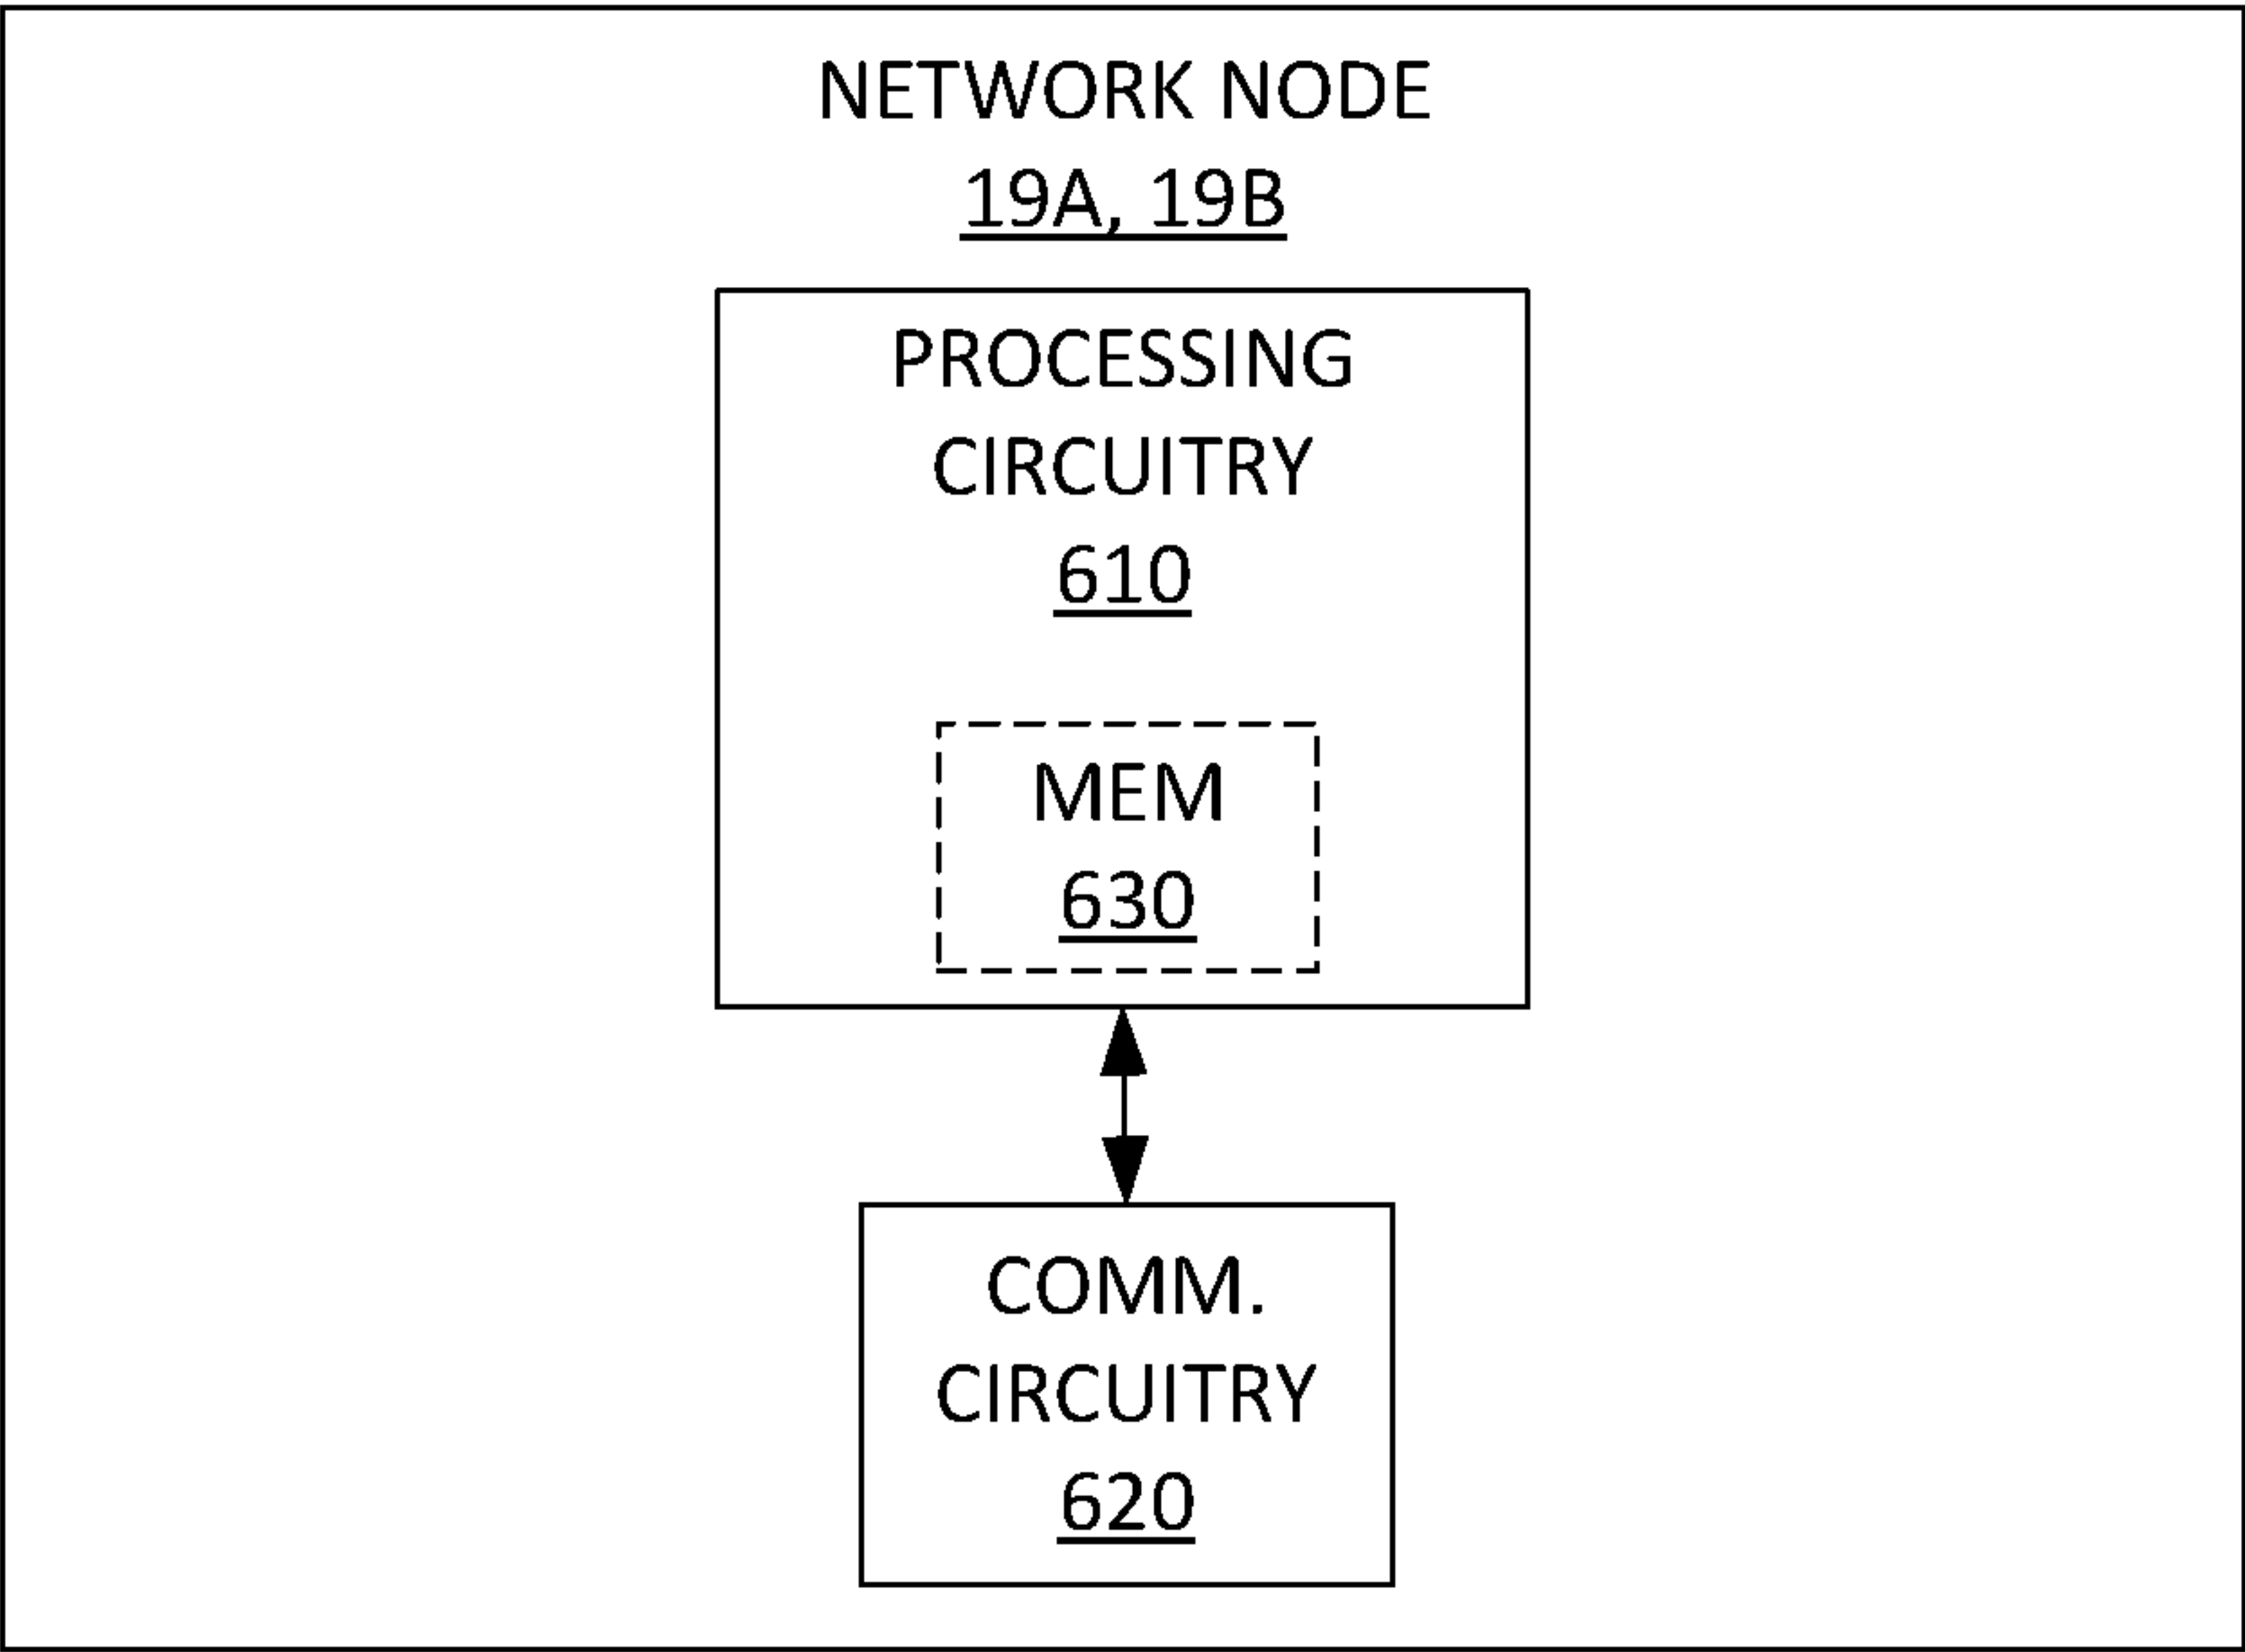 NETWORK NODE
19A, 19B
PROCESSING
CIRCUITRY
610
MEM
630
COMM.
CIRCUITRY
620